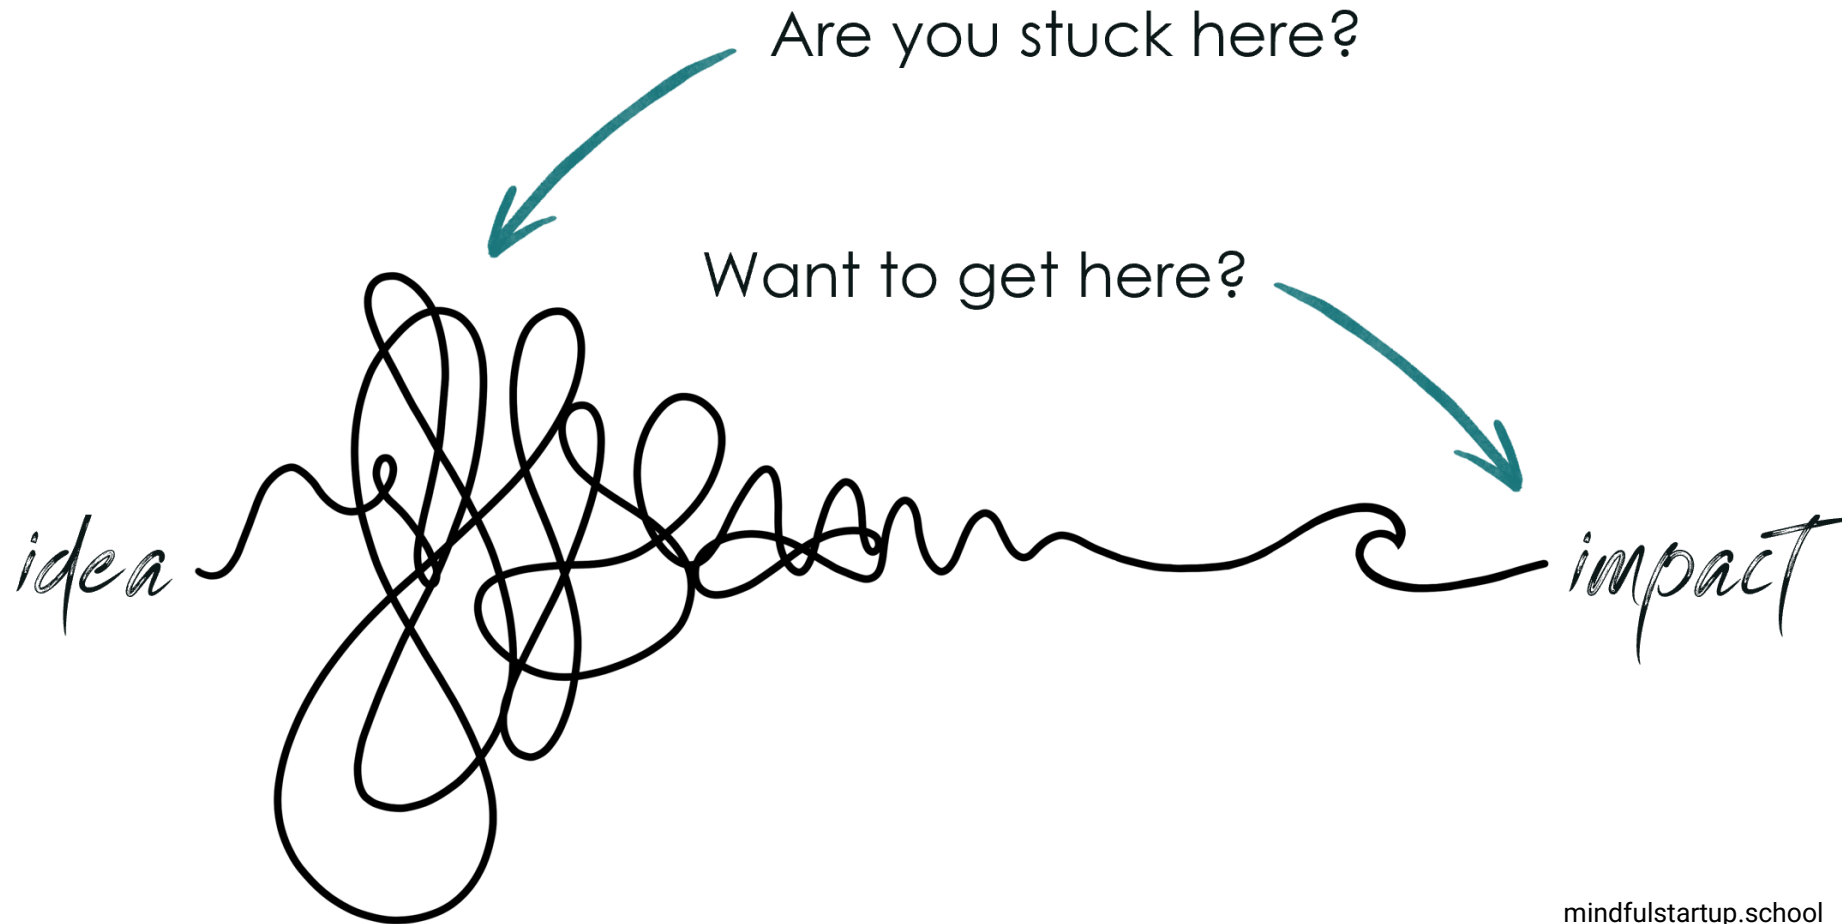 Are you stuck here?
Want to get here?
idea
impact
mindfulstartup.school